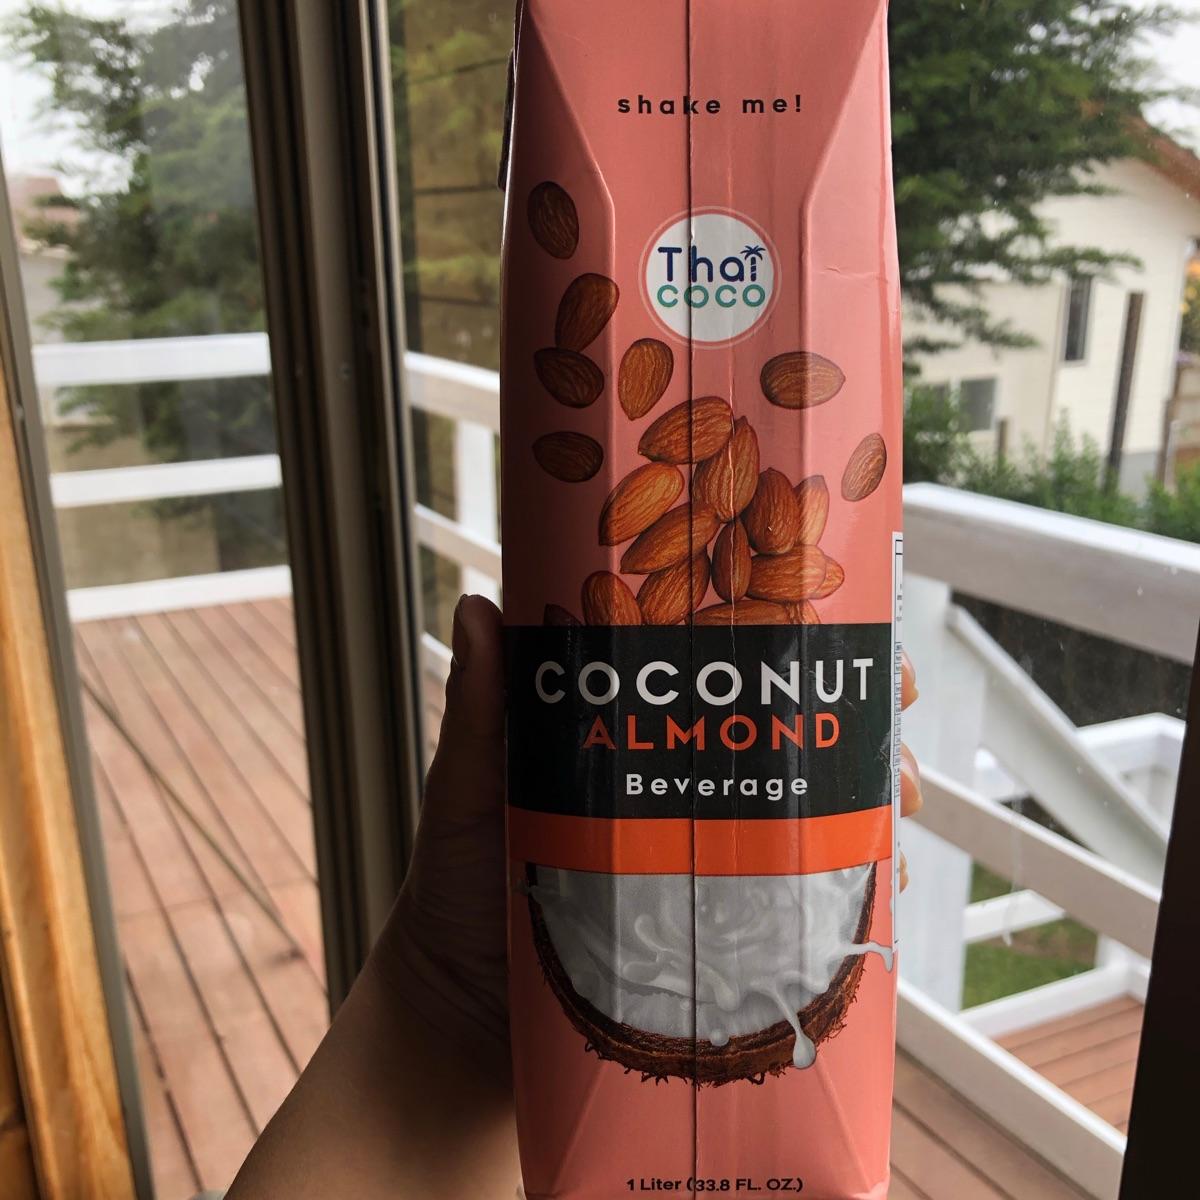 shake me!
Thai
COCO
COCONUT
ALMOND
Beverage
1 Liter (33.8 FL. OZ.)